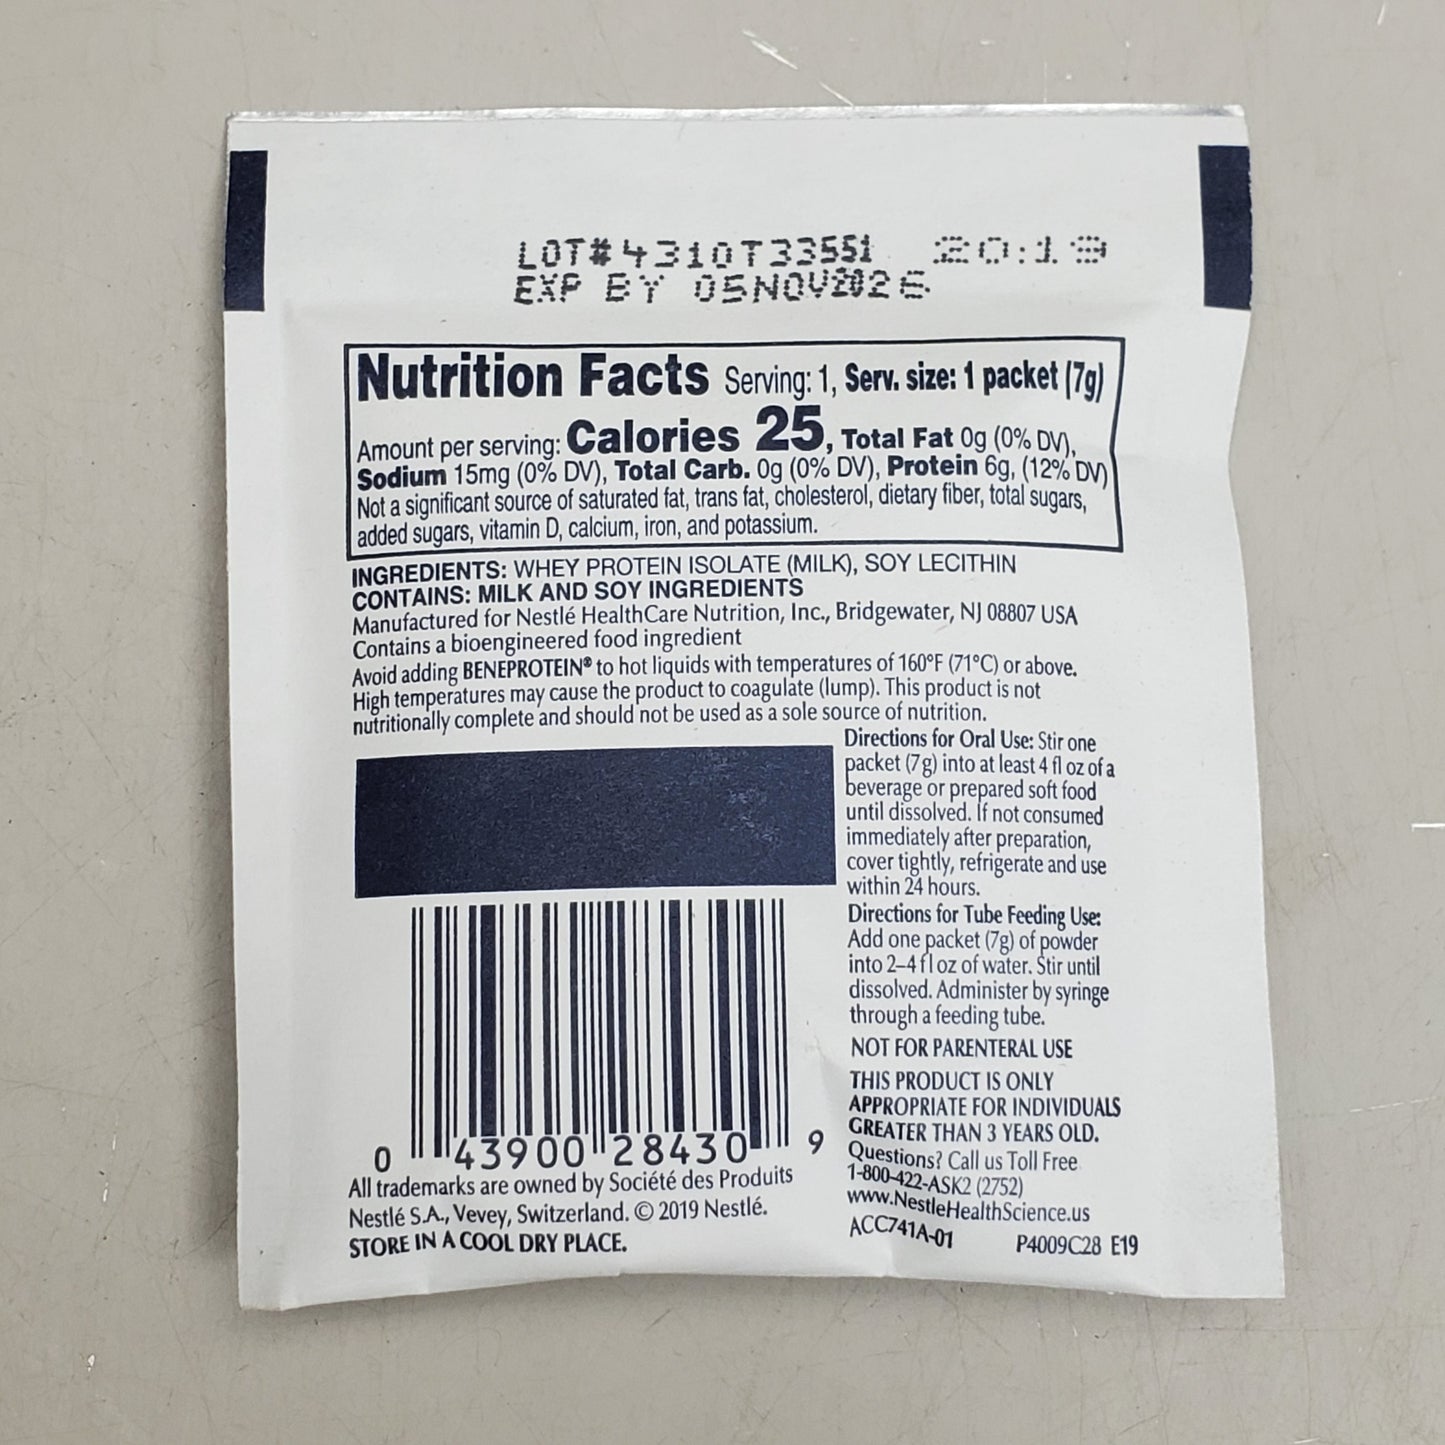 LOT#4310T33551 20:19
EXP BY 05NOV2026
Nutrition Facts Serving: 1, Serv. size: 1 packet (7g)
Amount per serving: Calories 25, Total Fat 0g (0% DV),
Sodium 15mg (0% DV), Total Carb. 0g (0% DV), Protein 6g, (12% DV)
Not a significant source of saturated fat, trans fat, cholesterol, dietary fiber, total sugars,
added sugars, vitamin D, calcium, iron, and potassium.
INGREDIENTS: WHEY PROTEIN ISOLATE (MILK), SOY LECITHIN
CONTAINS: MILK AND SOY INGREDIENTS
Manufactured for Nestlé HealthCare Nutrition, Inc., Bridgewater, NJ 08807 USA
Contains a bioengineered food ingredient
Avoid adding BENEPROTEIN® to hot liquids with temperatures of 160°F (71°C) or above.
High temperatures may cause the product to coagulate (lump). This product is not
nutritionally complete and should not be used as a sole source of nutrition.
Directions for Oral Use: Stir one
packet (7g) into at least 4 fl oz of a
beverage or prepared soft food
until dissolved. If not consumed
immediately after preparation,
cover tightly, refrigerate and use
within 24 hours.
Directions for Tube Feeding Use:
Add one packet (7g) of powder
into 2–4 fl oz of water. Stir until
dissolved. Administer by syringe
through a feeding tube.
NOT FOR PARENTERAL USE
THIS PRODUCT IS ONLY
APPROPRIATE FOR INDIVIDUALS
GREATER THAN 3 YEARS OLD.
Questions? Call us Toll Free
1-800-422-ASK2 (2752)
www.NestleHealthScience.us
ACC741A-01 P4009C28 E19
0 43900 28430 9
All trademarks are owned by Société des Produits
Nestlé S.A., Vevey, Switzerland. © 2019 Nestlé.
STORE IN A COOL DRY PLACE.